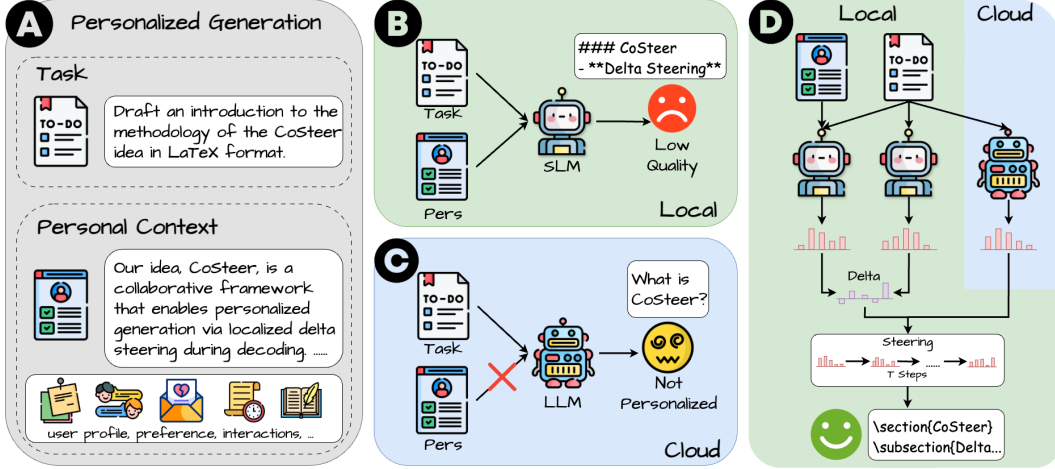 A
Personalized Generation
Task
TO-DO
Draft an introduction to the
methodology of the CoSteer
idea in LaTeX format.
Personal Context
Our idea, CoSteer, is a
collaborative framework
that enables personalized
generation via localized delta
steering during decoding. ......
user profile, preference, interactions, ...
B
TO-DO
Task
Pers
SLM
### CoSteer
- **Delta Steering**
Low
Quality
Local
C
TO-DO
Task
Pers
LLM
What is
CoSteer?
Not
Personalized
Cloud
D
Local
Cloud
TO-DO
Delta
Steering
......
T Steps
\section{CoSteer}
\subsection{Delta...